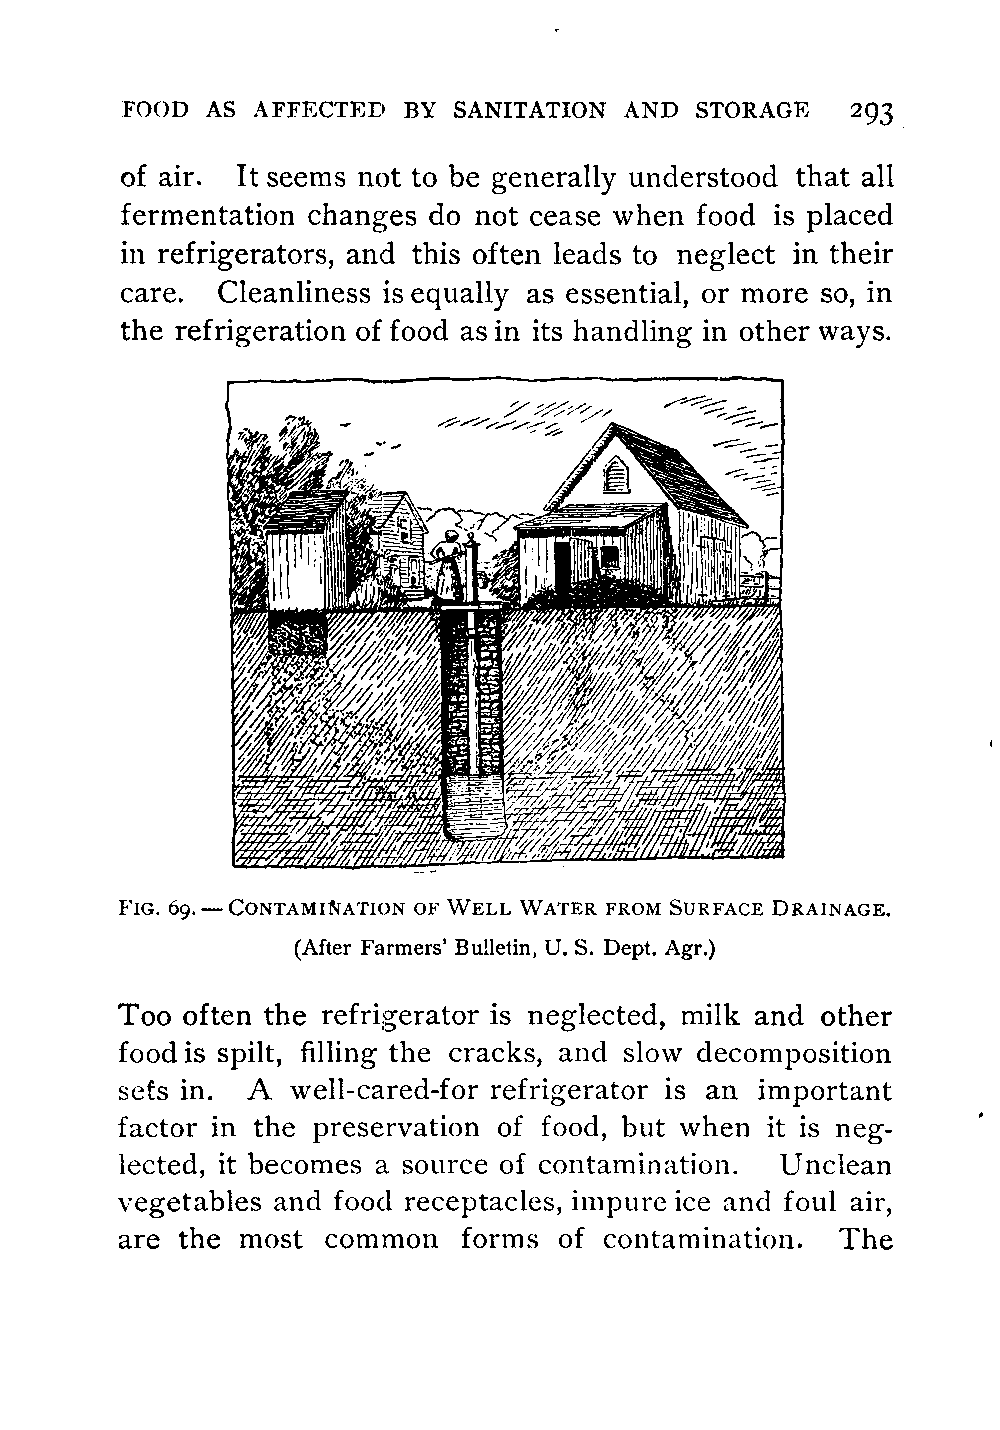 FOOD AS AFFECTED BY SANITATION AND STORAGE 293
of air. It seems not to be generally understood that all
fermentation changes do not cease when food is placed
in refrigerators, and this often leads to neglect in their
care. Cleanliness is equally as essential, or more so, in
the refrigeration of food as in its handling in other ways.
FIG. 69. — CONTAMINATION OF WELL WATER FROM SURFACE DRAINAGE.
(After Farmers' Bulletin, U. S. Dept. Agr.)
Too often the refrigerator is neglected, milk and other
food is spilt, filling the cracks, and slow decomposition
sets in. A well-cared-for refrigerator is an important
factor in the preservation of food, but when it is neg-
lected, it becomes a source of contamination. Unclean
vegetables and food receptacles, impure ice and foul air,
are the most common forms of contamination. The